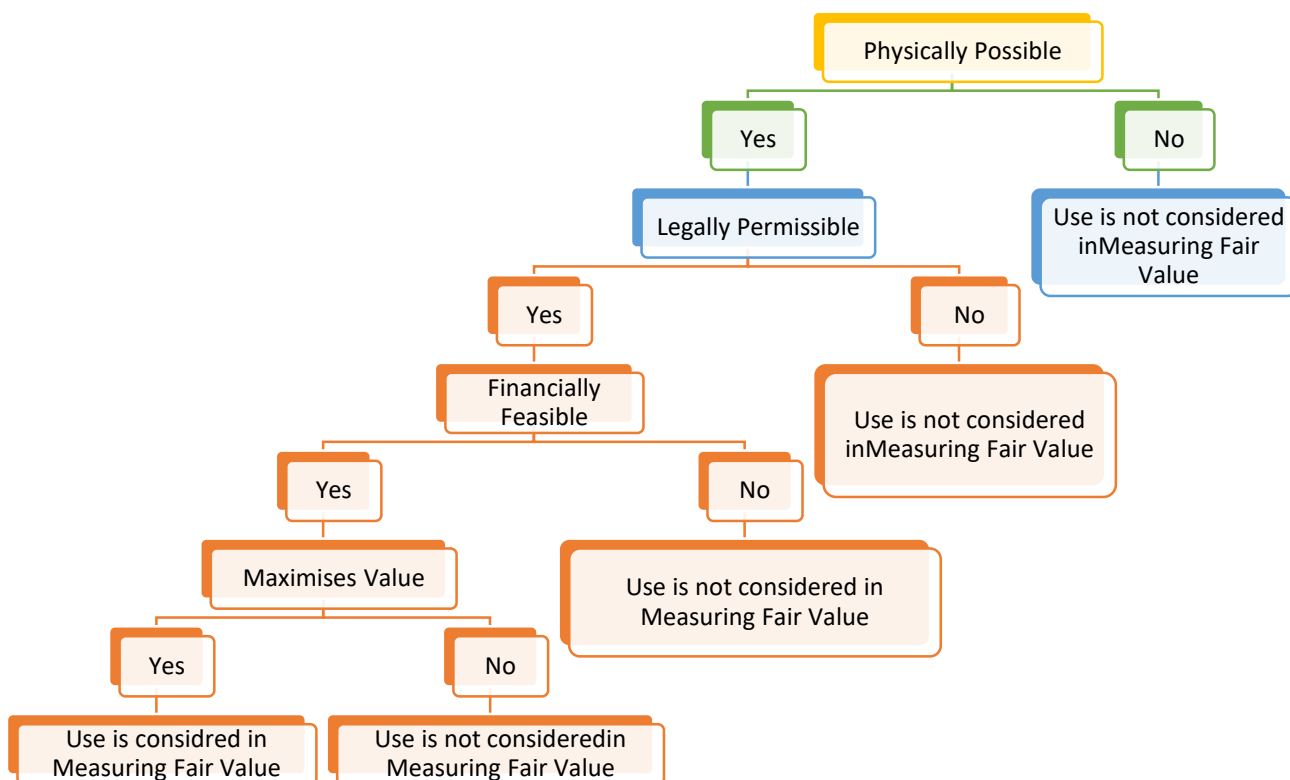 Physically Possible
Yes
No
Legally Permissible
Use is not considered
inMeasuring Fair
Value
Yes
No
Financially
Feasible
Use is not considered
inMeasuring Fair Value
Yes
No
Maximises Value
Use is not considered in
Measuring Fair Value
Yes
No
Use is considred in
Measuring Fair Value
Use is not consideredin
Measuring Fair Value